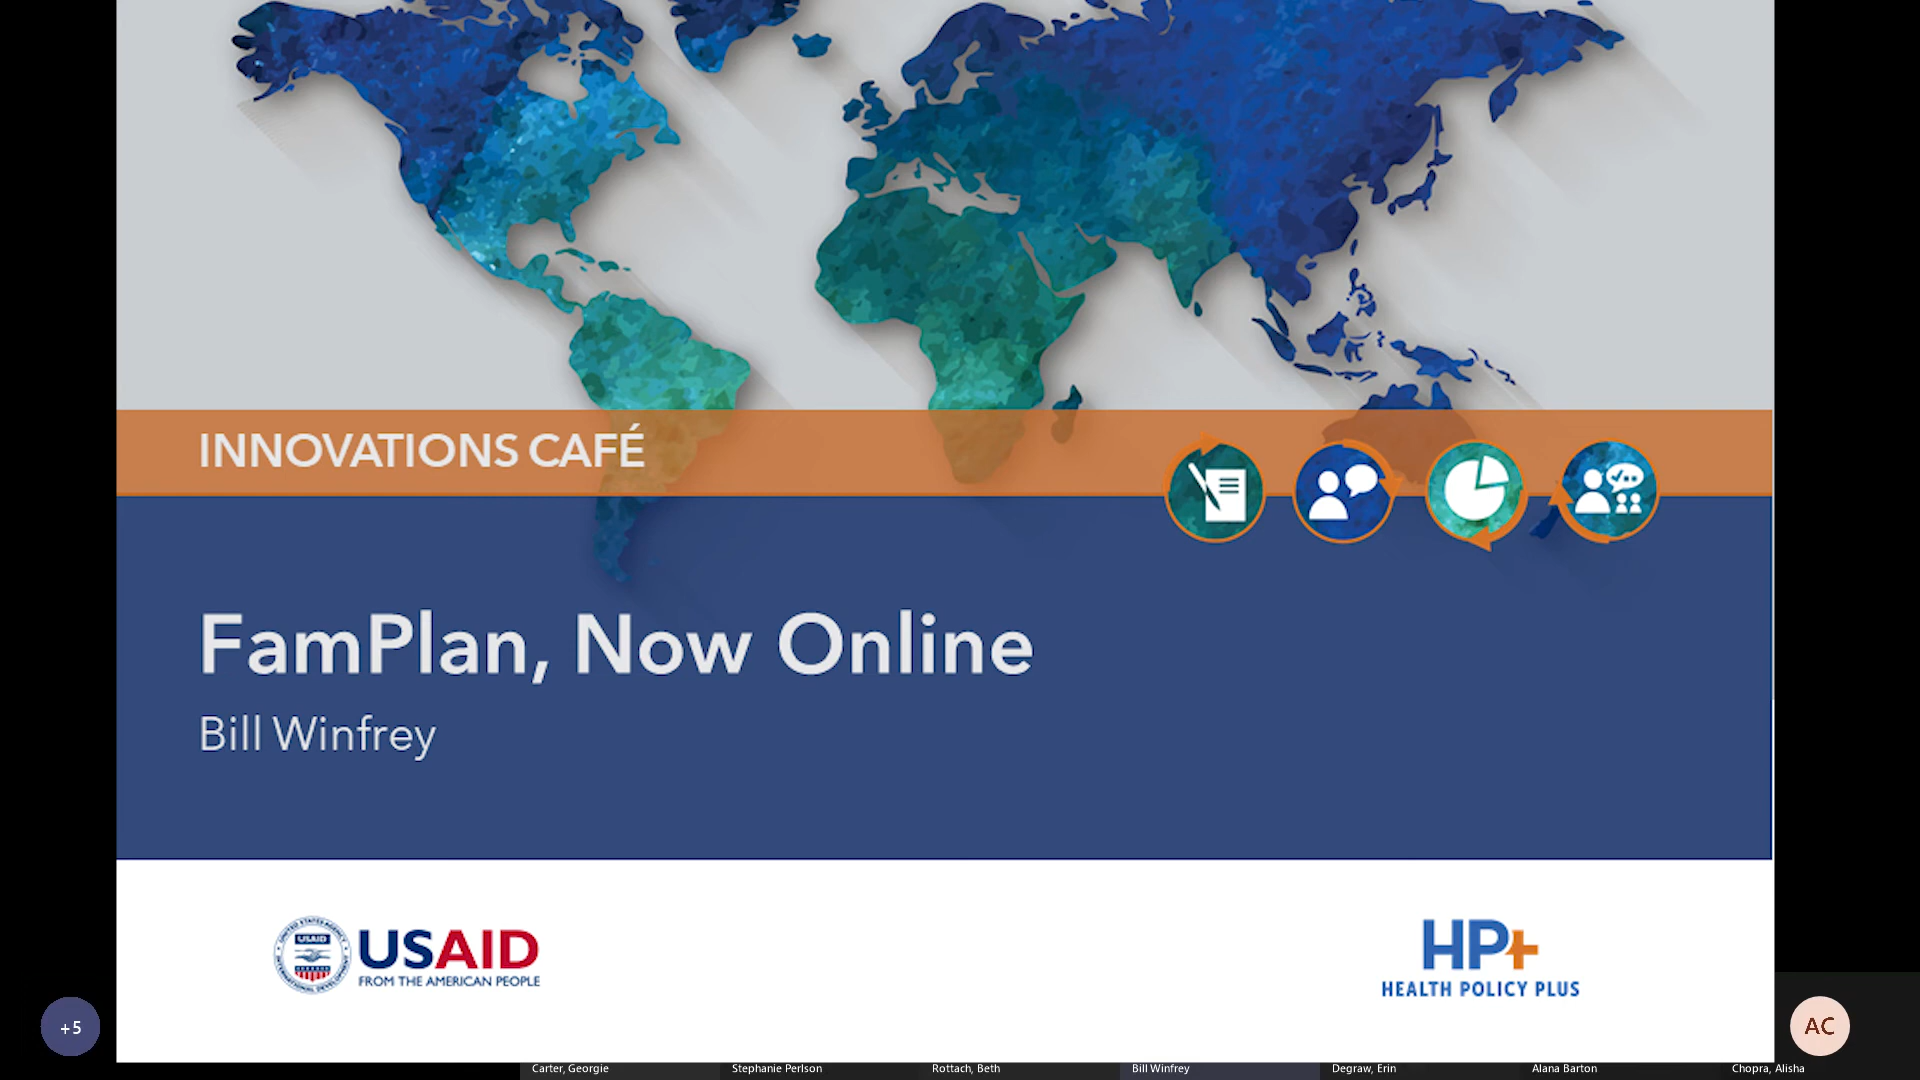 INNOVATIONS CAFÉ
FamPlan, Now Online
Bill Winfrey
USAID
USAID
FROM THE AMERICAN PEOPLE
HP+
HEALTH POLICY PLUS
+5
AC
Carter, Georgie
Stephanie Perlson
Rottach, Beth
Bill Winfrey
Degraw, Erin
Alana Barton
Chopra, Alisha